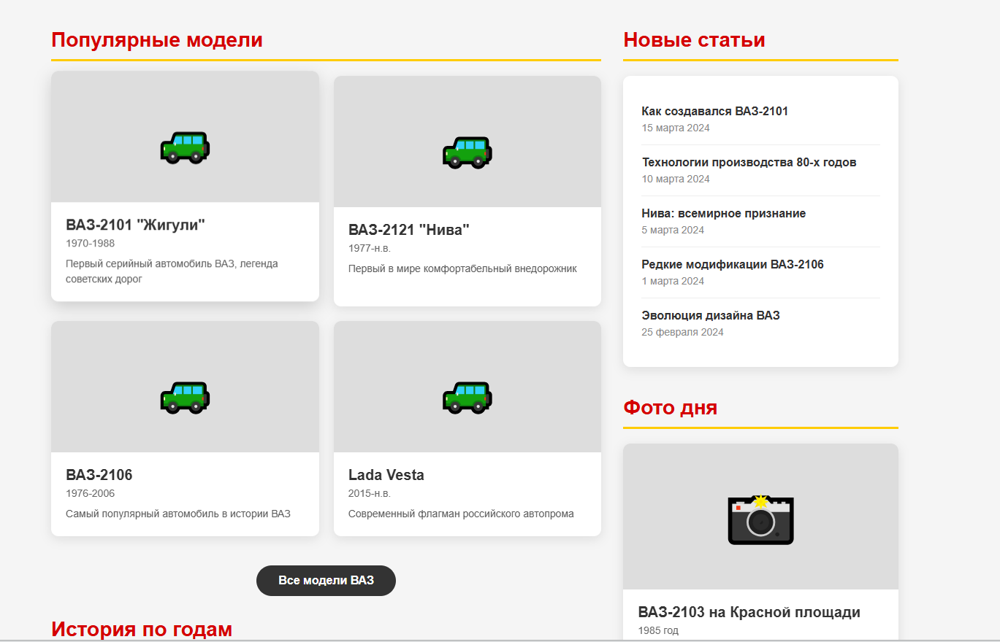 Популярные модели
ВАЗ-2101 "Жигули"
1970-1988
Первый серийный автомобиль ВАЗ, легенда
советских дорог
ВАЗ-2121 "Нива"
1977-н.в.
Первый в мире комфортабельный внедорожник
ВАЗ-2106
1976-2006
Самый популярный автомобиль в истории ВАЗ
Lada Vesta
2015-н.в.
Современный флагман российского автопрома
Все модели ВАЗ
История по годам
Новые статьи
Как создавался ВАЗ-2101
15 марта 2024
Технологии производства 80-х годов
10 марта 2024
Нива: всемирное признание
5 марта 2024
Редкие модификации ВАЗ-2106
1 марта 2024
Эволюция дизайна ВАЗ
25 февраля 2024
Фото дня
ВАЗ-2103 на Красной площади
1985 год